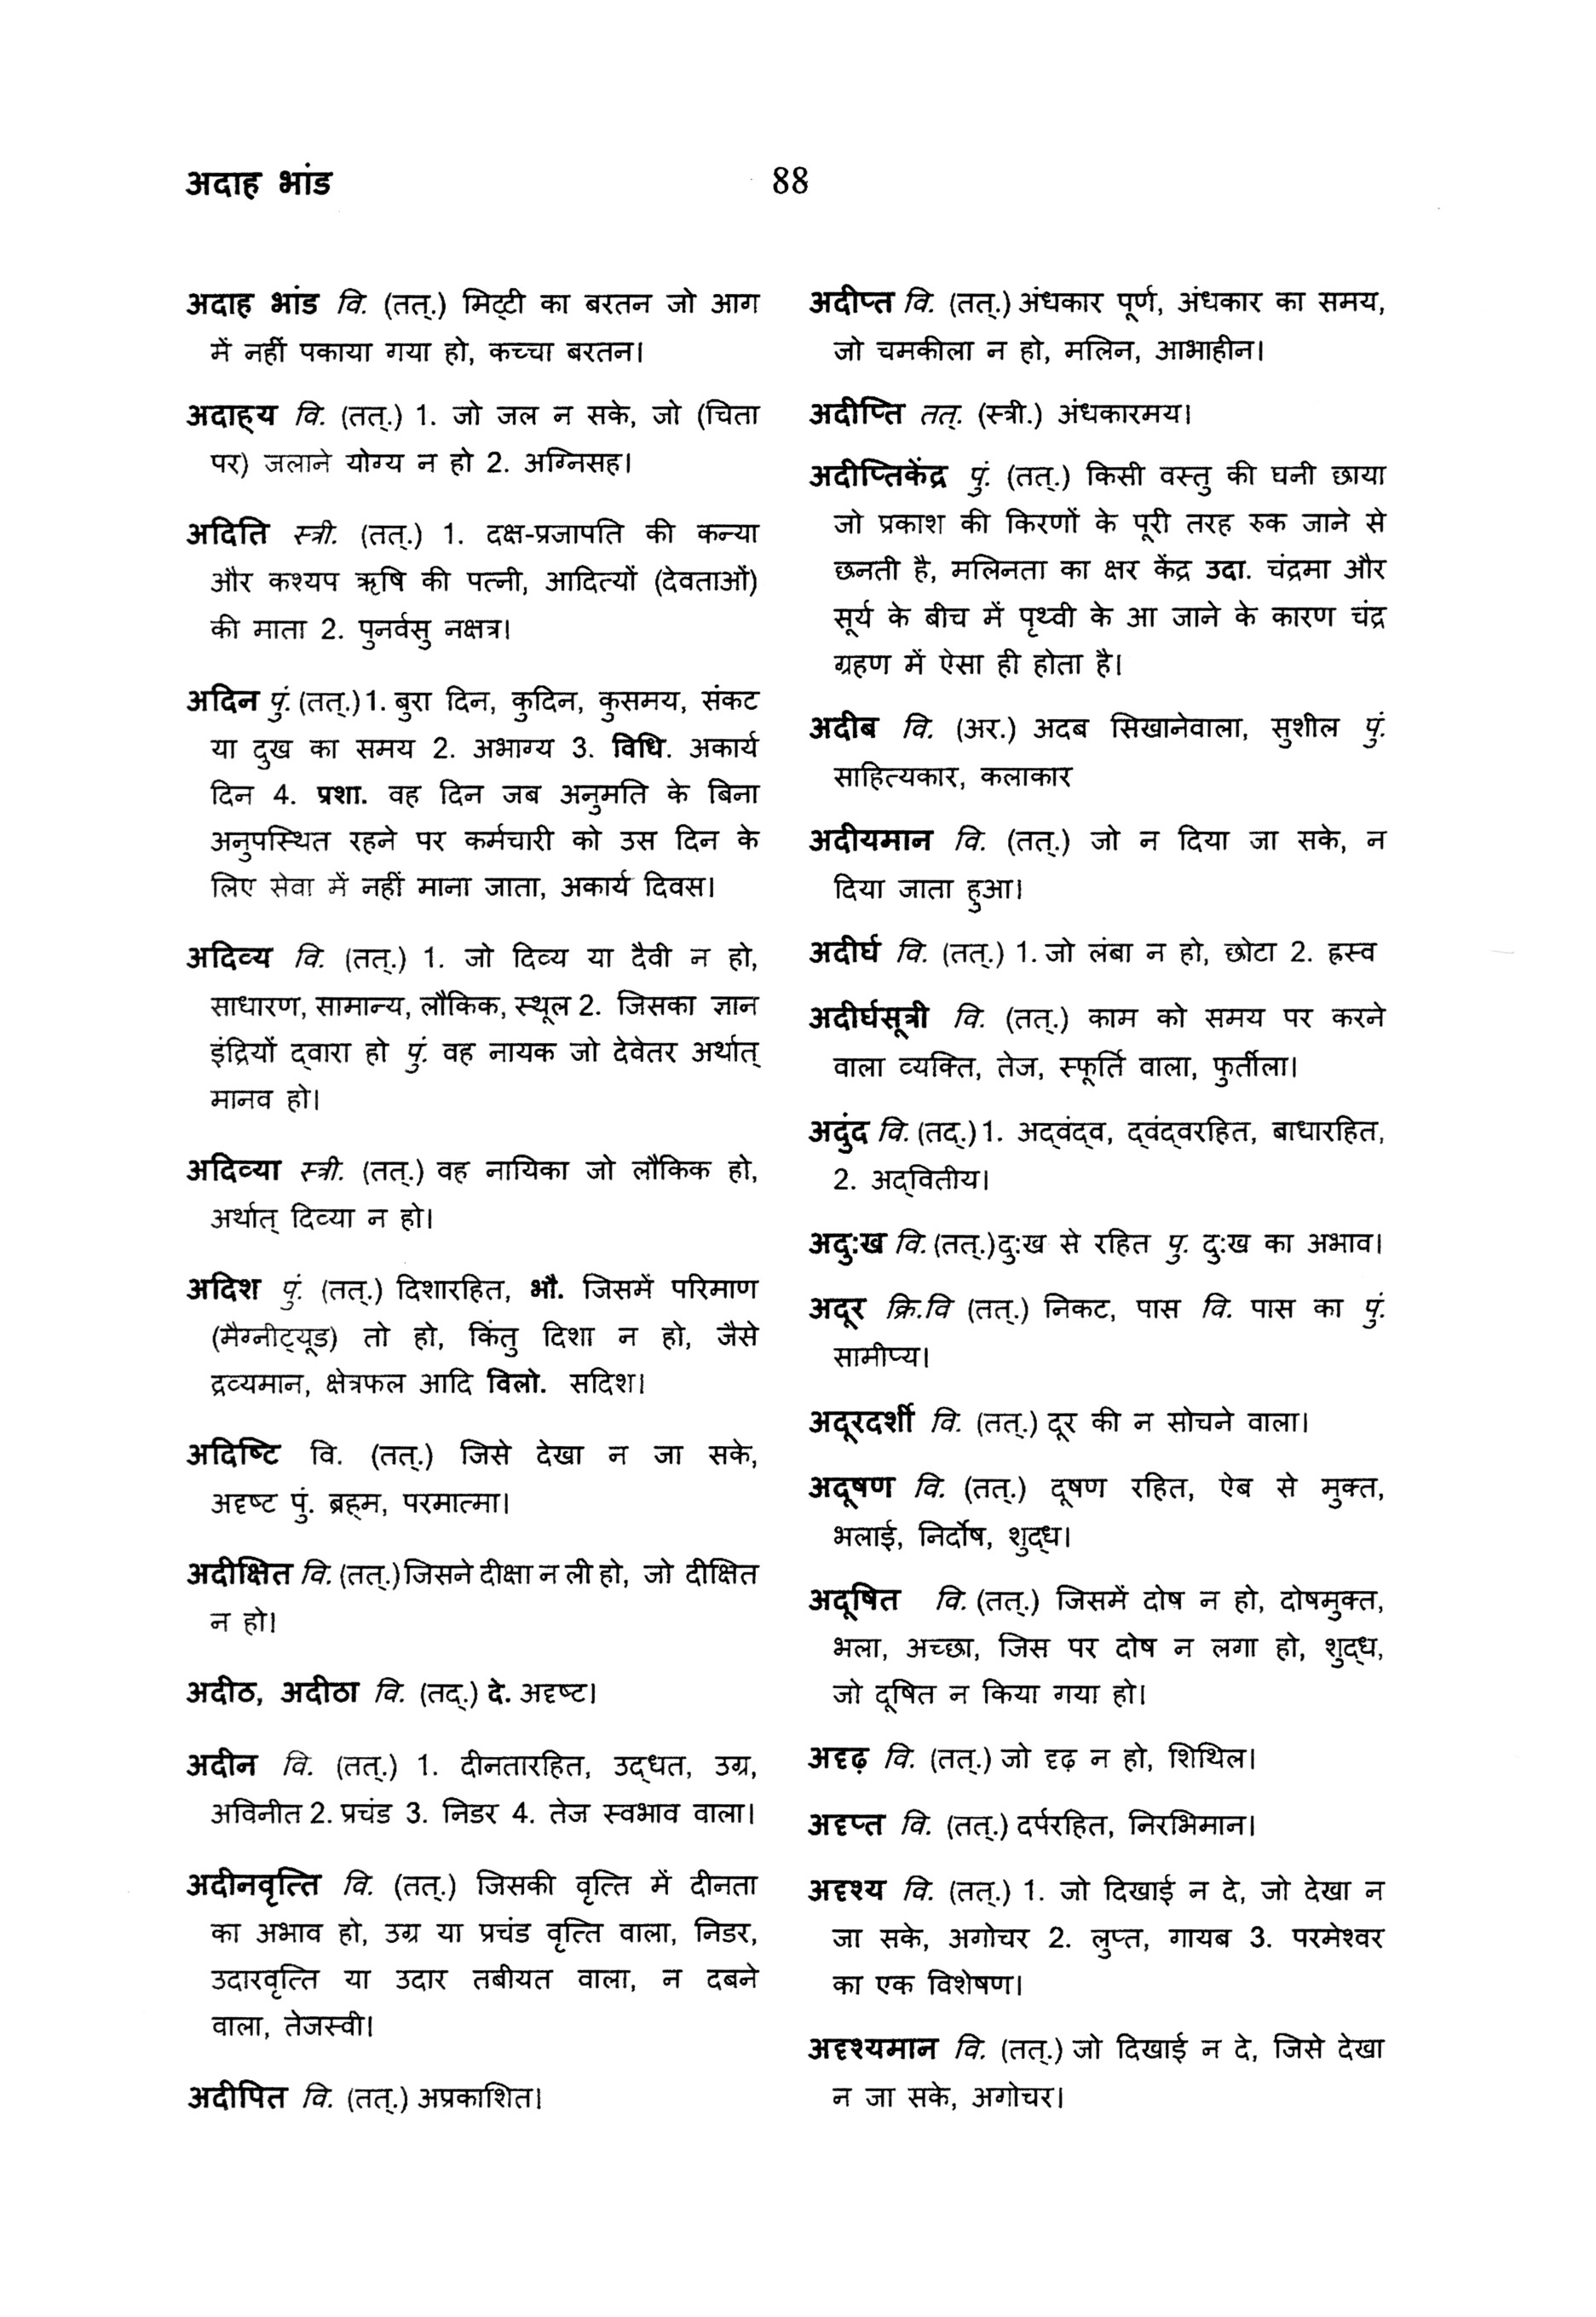 अदाह भांड
88
अदाह भांड वि. (तत्.) मिट्टी का बरतन जो आग
में नहीं पकाया गया हो, कच्चा बरतन।
अदाह्य वि. (तत्.) 1. जो जल न सके, जो (चिता
पर) जलाने योग्य न हो 2. अग्निसह।
अदिति स्त्री. (तत्.) 1. दक्ष-प्रजापति की कन्या
और कश्यप ऋषि की पत्नी, आदित्यों (देवताओं)
की माता 2. पुनर्वसु नक्षत्र।
अदिन पुं. (तत्.)1. बुरा दिन, कुदिन, कुसमय, संकट
या दुख का समय 2. अभाग्य 3. विधि. अकार्य
दिन 4. प्रशा. वह दिन जब अनुमति के बिना
अनुपस्थित रहने पर कर्मचारी को उस दिन के
लिए सेवा में नहीं माना जाता, अकार्य दिवस।
अदिव्य वि. (तत्.) 1. जो दिव्य या दैवी न हो,
साधारण, सामान्य, लौकिक, स्थूल 2. जिसका ज्ञान
इंद्रियों द्वारा हो पुं. वह नायक जो देवेतर अर्थात्
मानव हो।
अदिव्या स्त्री. (तत्.) वह नायिका जो लौकिक हो,
अर्थात् दिव्या न हो।
अदिश पुं. (तत्.) दिशारहित, भौ. जिसमें परिमाण
(मैग्नीट्यूड) तो हो, किंतु दिशा न हो, जैसे
द्रव्यमान, क्षेत्रफल आदि विलो. सदिश।
अदिष्टि वि. (तत्.) जिसे देखा न जा सके,
अदृष्ट पुं. ब्रह्म, परमात्मा।
अदीक्षित वि. (तत्.) जिसने दीक्षा न ली हो, जो दीक्षित
न हो।
अदीठ, अदीठा वि. (तद्.) दे. अदृष्ट।
अदीन वि. (तत्.) 1. दीनतारहित, उद्धत, उग्र,
अविनीत 2. प्रचंड 3. निडर 4. तेज स्वभाव वाला।
अदीनवृत्ति वि. (तत्.) जिसकी वृत्ति में दीनता
का अभाव हो, उग्र या प्रचंड वृत्ति वाला, निडर,
उदारवृत्ति या उदार तबीयत वाला, न दबने
वाला, तेजस्वी।
अदीपित वि. (तत्.) अप्रकाशित।
अदीप्त वि. (तत्.) अंधकार पूर्ण, अंधकार का समय,
जो चमकीला न हो, मलिन, आभाहीन।
अदीप्ति तत्. (स्त्री.) अंधकारमय।
अदीप्तिकेंद्र पुं. (तत्.) किसी वस्तु की घनी छाया
जो प्रकाश की किरणों के पूरी तरह रुक जाने से
छनती है, मलिनता का क्षर केंद्र उदा. चंद्रमा और
सूर्य के बीच में पृथ्वी के आ जाने के कारण चंद्र
ग्रहण में ऐसा ही होता है।
अदीब वि. (अर.) अदब सिखानेवाला, सुशील पुं.
साहित्यकार, कलाकार
अदीयमान वि. (तत्.) जो न दिया जा सके, न
दिया जाता हुआ।
अदीर्घ वि. (तत्.) 1. जो लंबा न हो, छोटा 2. ह्रस्व
अदीर्घसूत्री वि. (तत्.) काम को समय पर करने
वाला व्यक्ति, तेज, स्फूर्ति वाला, फुर्तीला।
अदुंद वि. (तद्.)1. अद्वंद्व, द्वंद्वरहित, बाधारहित,
2. अद्वितीय।
अदुःख वि. (तत्.)दुःख से रहित पु. दुःख का अभाव।
अदूर क्रि.वि (तत्.) निकट, पास वि. पास का पुं.
सामीप्य।
अदूरदर्शी वि. (तत्.) दूर की न सोचने वाला।
अदूषण वि. (तत्.) दूषण रहित, ऐब से मुक्त,
भलाई, निर्दोष, शुद्ध।
अदूषित वि. (तत्.) जिसमें दोष न हो, दोषमुक्त,
भला, अच्छा, जिस पर दोष न लगा हो, शुद्ध,
जो दूषित न किया गया हो।
अदृढ़ वि. (तत्.) जो दृढ़ न हो, शिथिल।
अदृप्त वि. (तत्.) दर्परहित, निरभिमान।
अदृश्य वि. (तत्.) 1. जो दिखाई न दे, जो देखा न
जा सके, अगोचर 2. लुप्त, गायब 3. परमेश्वर
का एक विशेषण।
अदृश्यमान वि. (तत्.) जो दिखाई न दे, जिसे देखा
न जा सके, अगोचर।